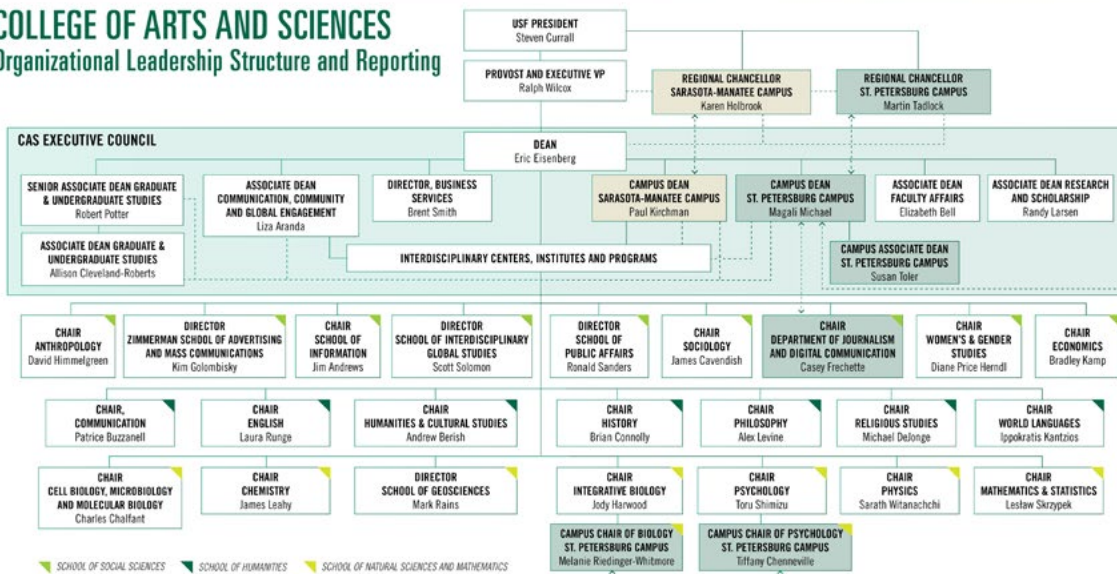 COLLEGE OF ARTS AND SCIENCES
Organizational Leadership Structure and Reporting
USF PRESIDENT
Steven Currall
PROVOST AND EXECUTIVE VP
Ralph Wilcox
REGIONAL CHANCELLOR
SARASOTA-MANATEE CAMPUS
Karen Holbrook
REGIONAL CHANCELLOR
ST. PETERSBURG CAMPUS
Martin Tadlock
CAS EXECUTIVE COUNCIL
DEAN
Eric Eisenberg
SENIOR ASSOCIATE DEAN GRADUATE
& UNDERGRADUATE STUDIES
Robert Potter
ASSOCIATE DEAN
COMMUNICATION, COMMUNITY
AND GLOBAL ENGAGEMENT
Liza Aranda
DIRECTOR, BUSINESS
SERVICES
Brent Smith
CAMPUS DEAN
SARASOTA-MANATEE CAMPUS
Paul Kirchman
CAMPUS DEAN
ST. PETERSBURG CAMPUS
Magali Michael
ASSOCIATE DEAN
FACULTY AFFAIRS
Elizabeth Bell
ASSOCIATE DEAN RESEARCH
AND SCHOLARSHIP
Randy Larsen
ASSOCIATE DEAN GRADUATE &
UNDERGRADUATE STUDIES
Allison Cleveland-Roberts
INTERDISCIPLINARY CENTERS, INSTITUTES AND PROGRAMS
CAMPUS ASSOCIATE DEAN
ST. PETERSBURG CAMPUS
Susan Toler
CHAIR
ANTHROPOLOGY
David Himmelgreen
DIRECTOR
ZIMMERMAN SCHOOL OF ADVERTISING
AND MASS COMMUNICATIONS
Kim Golombisky
CHAIR
SCHOOL OF
INFORMATION
Jim Andrews
DIRECTOR
SCHOOL OF INTERDISCIPLINARY
GLOBAL STUDIES
Scott Solomon
DIRECTOR
SCHOOL OF
PUBLIC AFFAIRS
Ronald Sanders
CHAIR
SOCIOLOGY
James Cavendish
CHAIR
DEPARTMENT OF JOURNALISM
AND DIGITAL COMMUNICATION
Casey Frechette
CHAIR
WOMEN'S & GENDER
STUDIES
Diane Price Herndl
CHAIR
ECONOMICS
Bradley Kamp
CHAIR,
COMMUNICATION
Patrice Buzzanell
CHAIR
ENGLISH
Laura Runge
CHAIR
HUMANITIES & CULTURAL STUDIES
Andrew Berish
CHAIR
HISTORY
Brian Connolly
CHAIR
PHILOSOPHY
Alex Levine
CHAIR
RELIGIOUS STUDIES
Michael DeJonge
CHAIR
WORLD LANGUAGES
Ippokratis Kantzios
CHAIR
CELL BIOLOGY, MICROBIOLOGY
AND MOLECULAR BIOLOGY
Charles Chalfant
CHAIR
CHEMISTRY
James Leahy
DIRECTOR
SCHOOL OF GEOSCIENCES
Mark Rains
CHAIR
INTEGRATIVE BIOLOGY
Jody Harwood
CHAIR
PSYCHOLOGY
Toru Shimizu
CHAIR
PHYSICS
Sarath Witanachchi
CHAIR
MATHEMATICS & STATISTICS
Lesław Skrzypek
CAMPUS CHAIR OF BIOLOGY
ST. PETERSBURG CAMPUS
Melanie Riedinger-Whitmore
CAMPUS CHAIR OF PSYCHOLOGY
ST. PETERSBURG CAMPUS
Tiffany Chenneville
SCHOOL OF SOCIAL SCIENCES
SCHOOL OF HUMANITIES
SCHOOL OF NATURAL SCIENCES AND MATHEMATICS